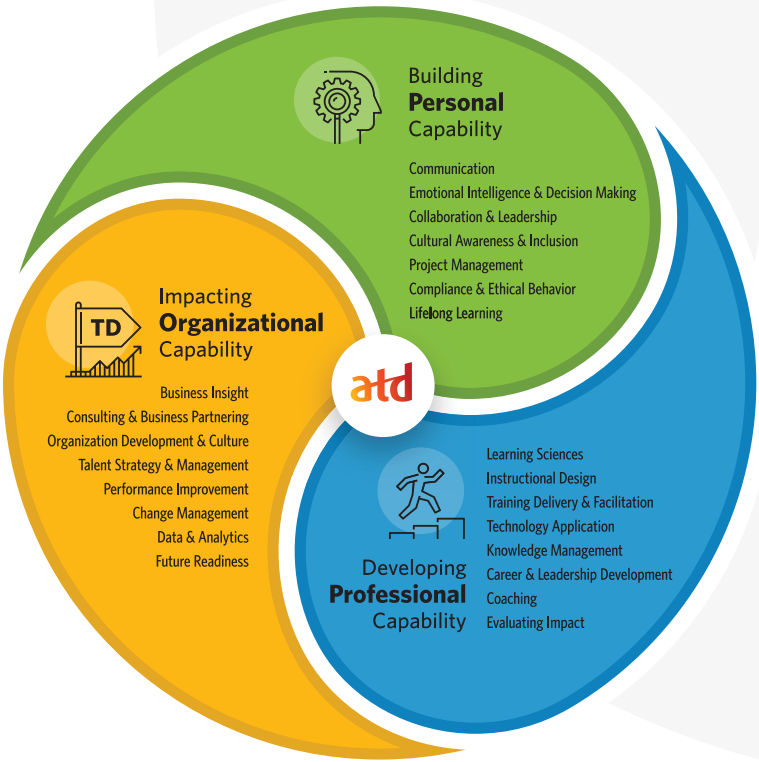 Building
Personal
Capability
Communication
Emotional Intelligence & Decision Making
Collaboration & Leadership
Cultural Awareness & Inclusion
Project Management
Compliance & Ethical Behavior
Lifelong Learning
TD
Impacting
Organizational
Capability
Business Insight
Consulting & Business Partnering
Organization Development & Culture
Talent Strategy & Management
Performance Improvement
Change Management
Data & Analytics
Future Readiness
atd
Developing
Professional
Capability
Learning Sciences
Instructional Design
Training Delivery & Facilitation
Technology Application
Knowledge Management
Career & Leadership Development
Coaching
Evaluating Impact